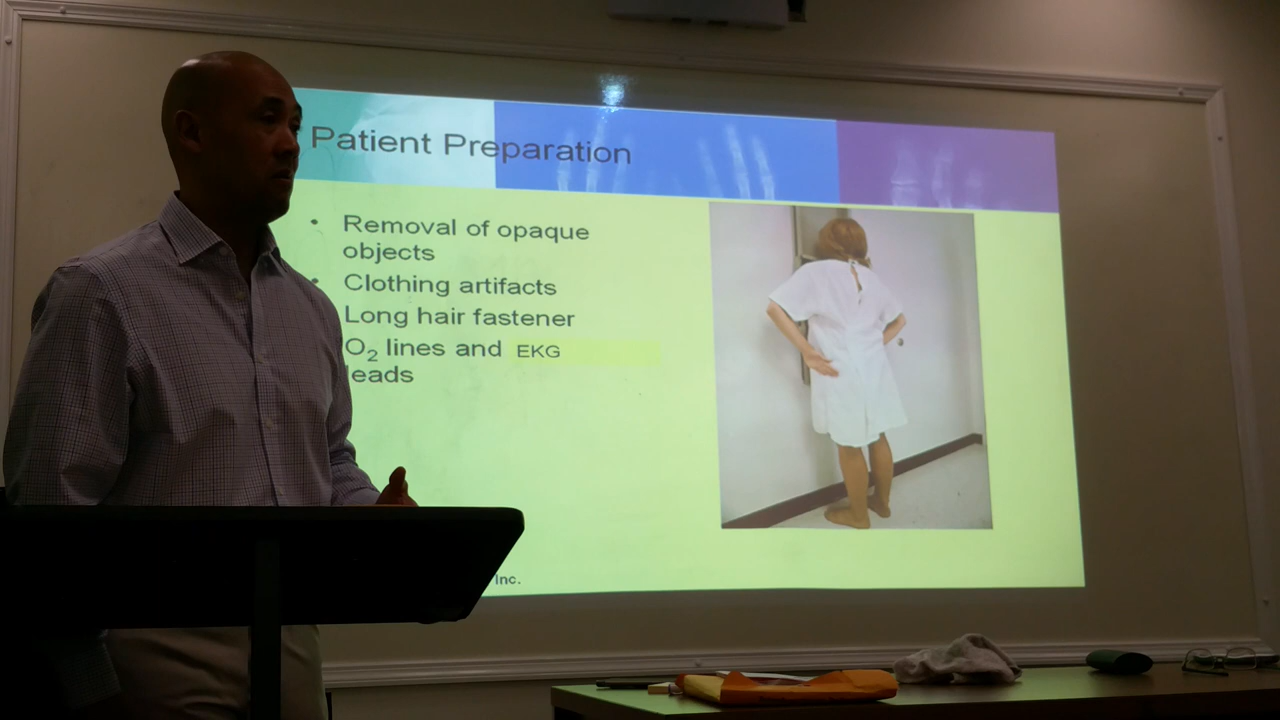 Patient Preparation
• Removal of opaque
objects
• Clothing artifacts
Long hair fastener
O₂ lines and EKG
leads
Inc.